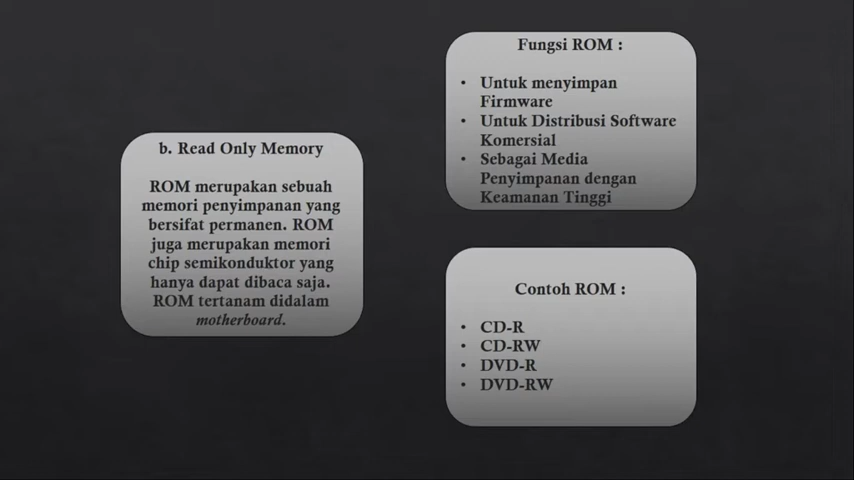 b. Read Only Memory
ROM merupakan sebuah
memori penyimpanan yang
bersifat permanen. ROM
juga merupakan memori
chip semikonduktor yang
hanya dapat dibaca saja.
ROM tertanam didalam
motherboard.
Fungsi ROM :
• Untuk menyimpan
Firmware
• Untuk Distribusi Software
Komersial
• Sebagai Media
Penyimpanan dengan
Keamanan Tinggi
Contoh ROM :
• CD-R
• CD-RW
• DVD-R
• DVD-RW